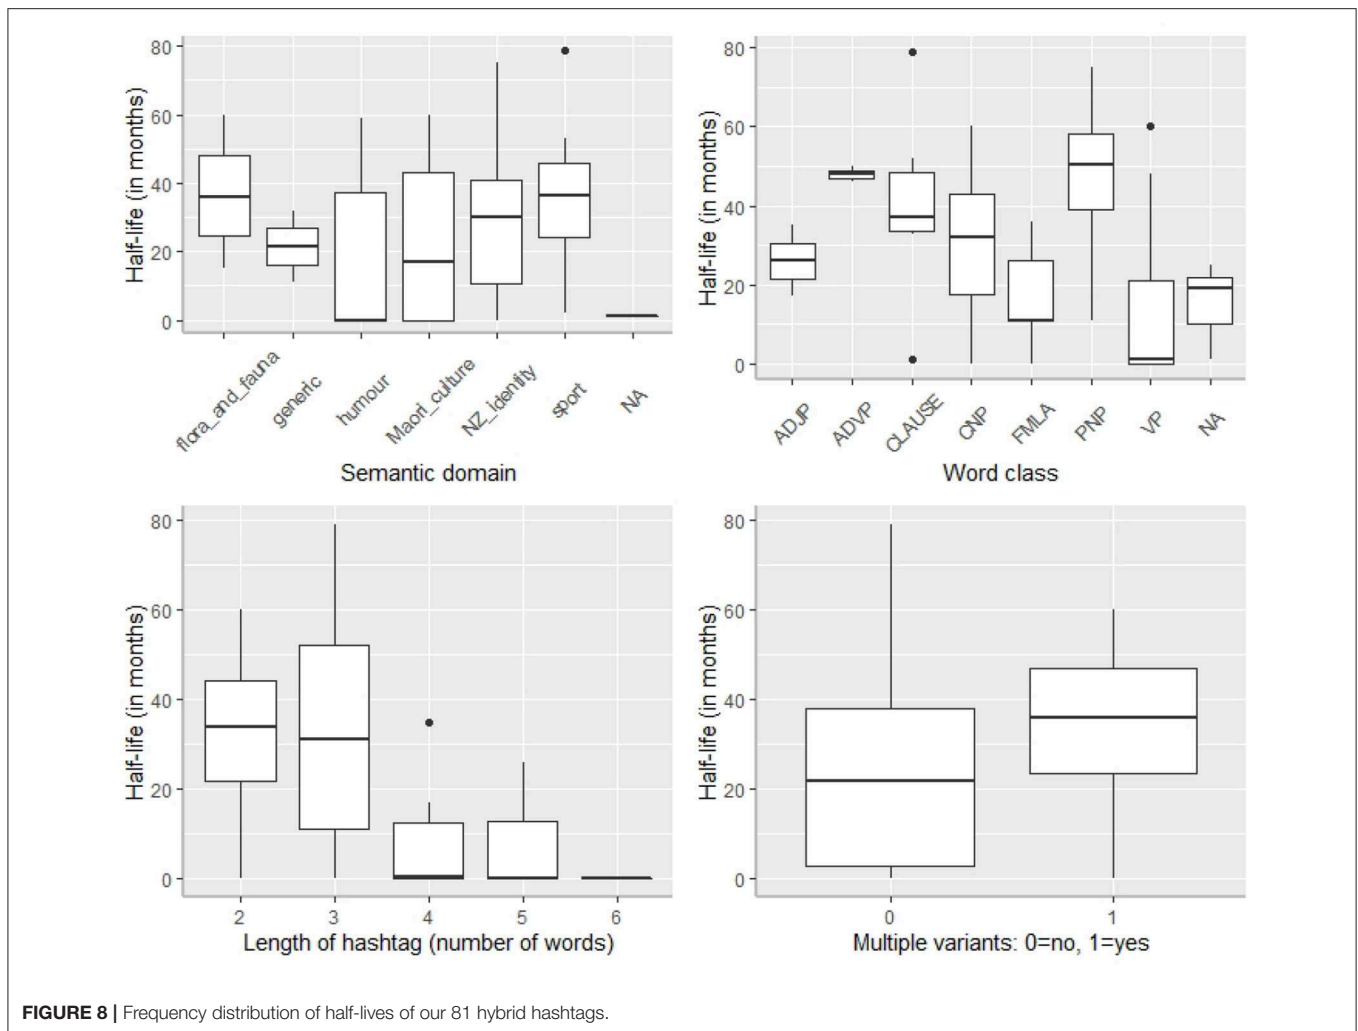 80
60
40
20
0
Half-life (in months)
flora_and_fauna
generic
humour
Maori_culture
NZ_identity
sport
NA
Semantic domain
80
60
40
20
0
Half-life (in months)
ADJP
ADVP
CLAUSE
CNP
FMLA
PNP
VP
NA
Word class
80
60
40
20
0
Half-life (in months)
2 3 4 5 6
Length of hashtag (number of words)
80
60
40
20
0
Half-life (in months)
0 1
Multiple variants: 0=no, 1=yes
FIGURE 8 | Frequency distribution of half-lives of our 81 hybrid hashtags.